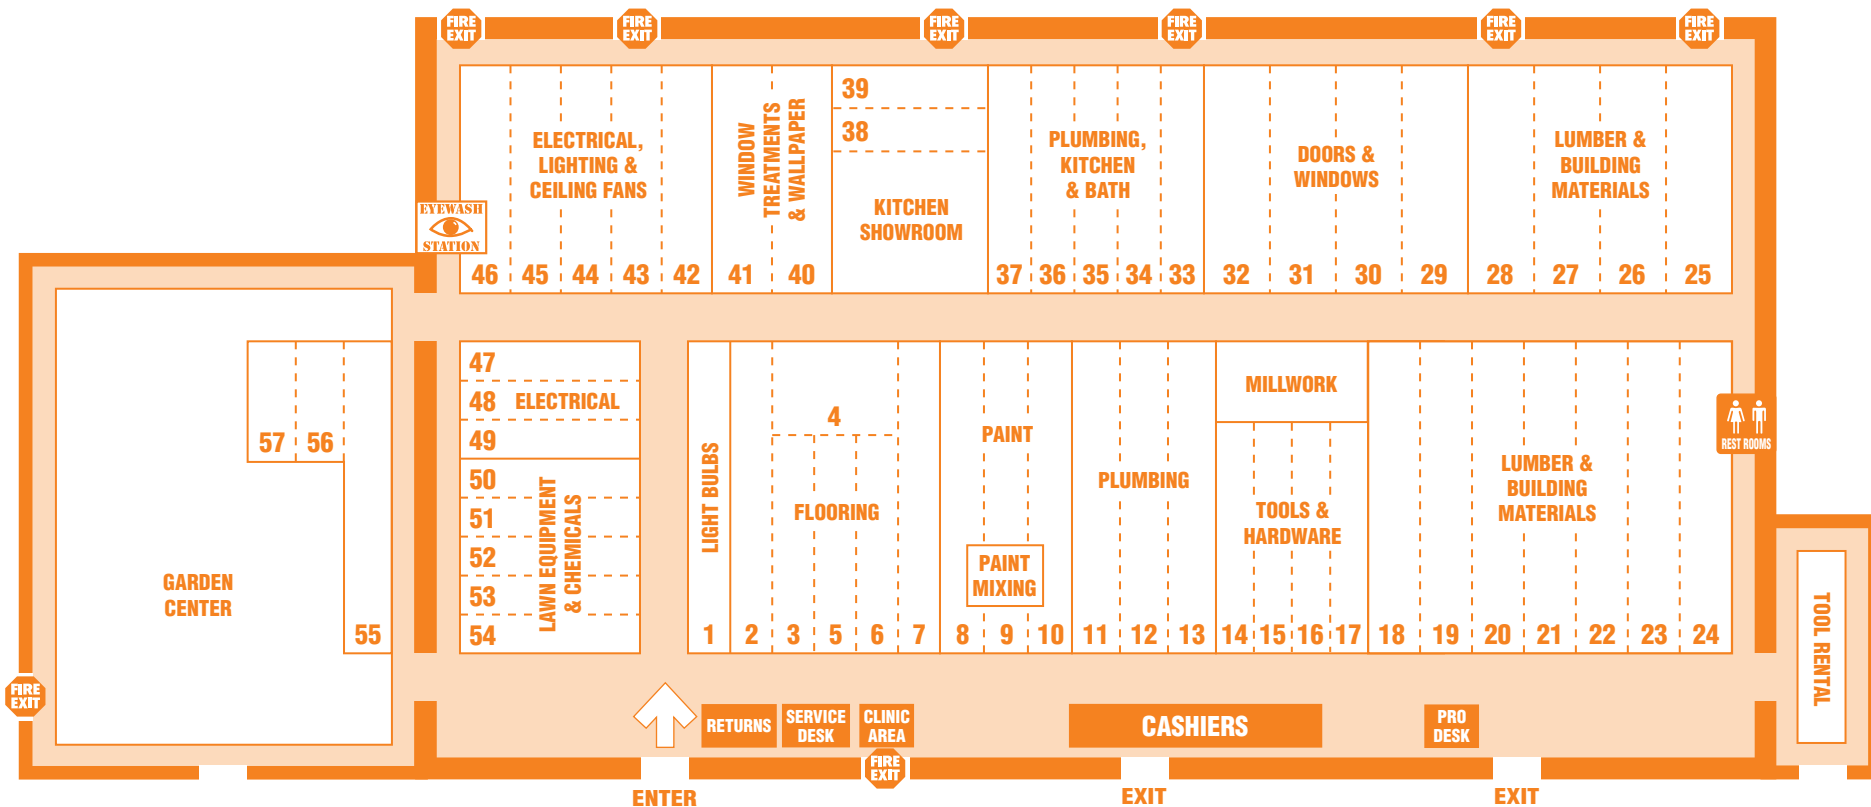 FIRE
EXIT
FIRE
EXIT
FIRE
EXIT
FIRE
EXIT
FIRE
EXIT
FIRE
EXIT
ELECTRICAL,
LIGHTING &
CEILING FANS
46 45 44 43 42
WINDOW
TREATMENTS
& WALLPAPER
41 40
39
38
KITCHEN
SHOWROOM
PLUMBING,
KITCHEN
& BATH
37 36 35 34 33
DOORS &
WINDOWS
32 31 30 29
LUMBER &
BUILDING
MATERIALS
28 27 26 25
EYEWASH
STATION
57 56
55
GARDEN
CENTER
FIRE
EXIT
47
48 ELECTRICAL
49
50
51
52
53
54
LAWN EQUIPMENT
& CHEMICALS
LIGHT BULBS
1
4
FLOORING
2 3 5 6 7
PAINT
PAINT
MIXING
8 9 10
PLUMBING
11 12 13
MILLWORK
TOOLS &
HARDWARE
14 15 16 17
LUMBER &
BUILDING
MATERIALS
18 19 20 21 22 23 24
REST ROOMS
TOOL RENTAL
RETURNS
SERVICE
DESK
CLINIC
AREA
CASHIERS
PRO
DESK
FIRE
EXIT
ENTER
EXIT
EXIT